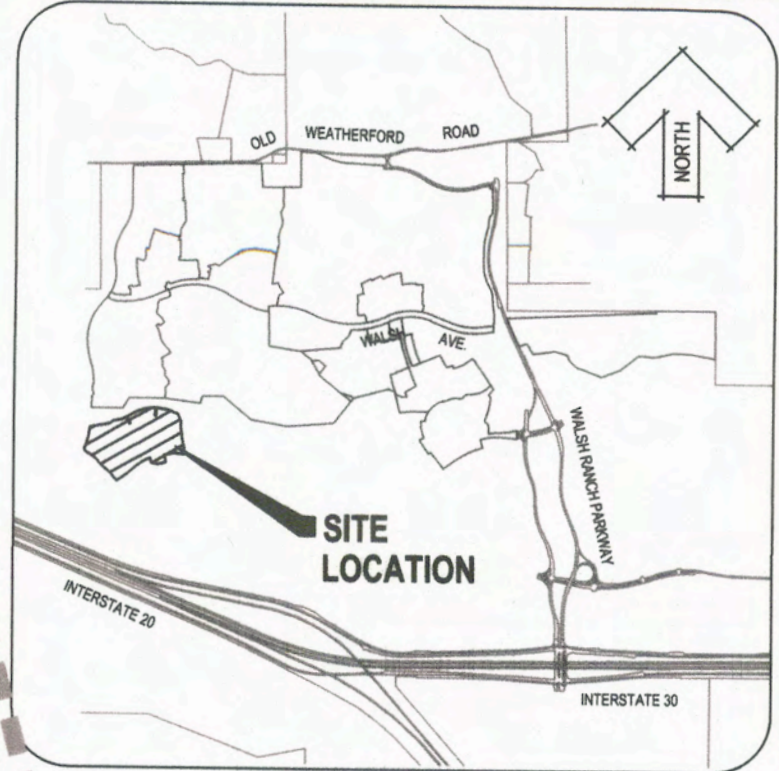 OLD WEATHERFORD ROAD
NORTH
WALSH AVE.
WALSH RANCH PARKWAY
SITE
LOCATION
INTERSTATE 20
INTERSTATE 30